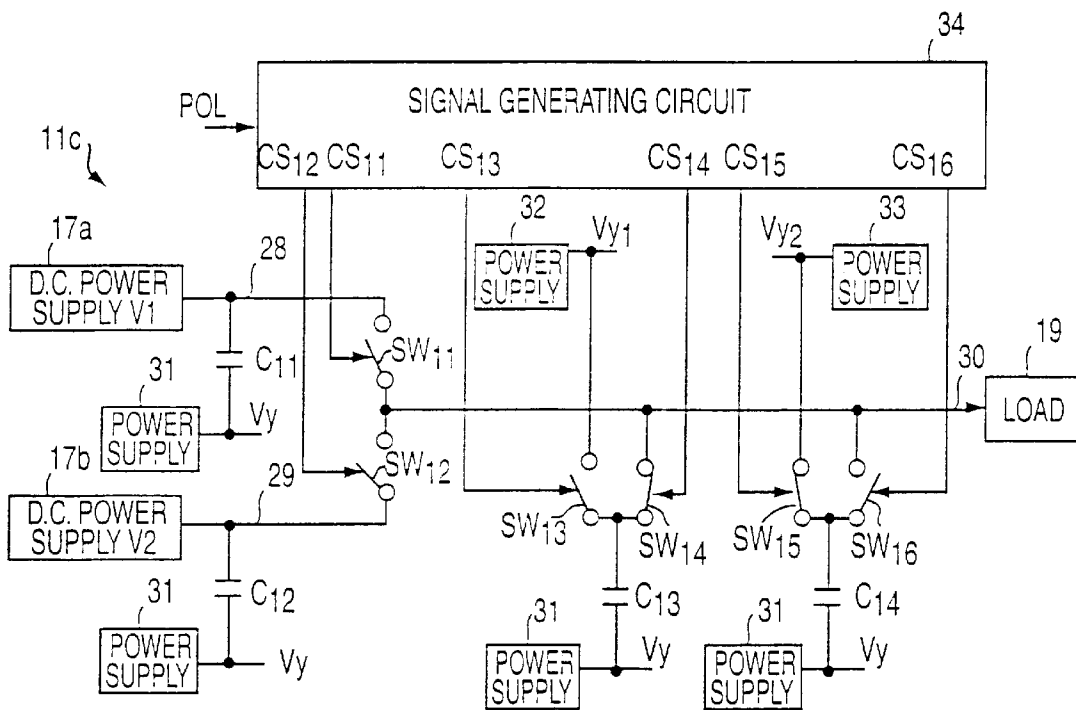 34
SIGNAL GENERATING CIRCUIT
POL
11c
CS12 CS11 CS13 CS14 CS15 CS16
17a
D.C. POWER
SUPPLY V1
28
32
POWER
SUPPLY
Vy1
Vy2
33
POWER
SUPPLY
C11
SW11
31
POWER
SUPPLY
Vy
30
19
LOAD
17b
D.C. POWER
SUPPLY V2
29
SW12
SW13
SW14
SW15
SW16
C12
C13
C14
31
POWER
SUPPLY
Vy
31
POWER
SUPPLY
Vy
31
POWER
SUPPLY
Vy